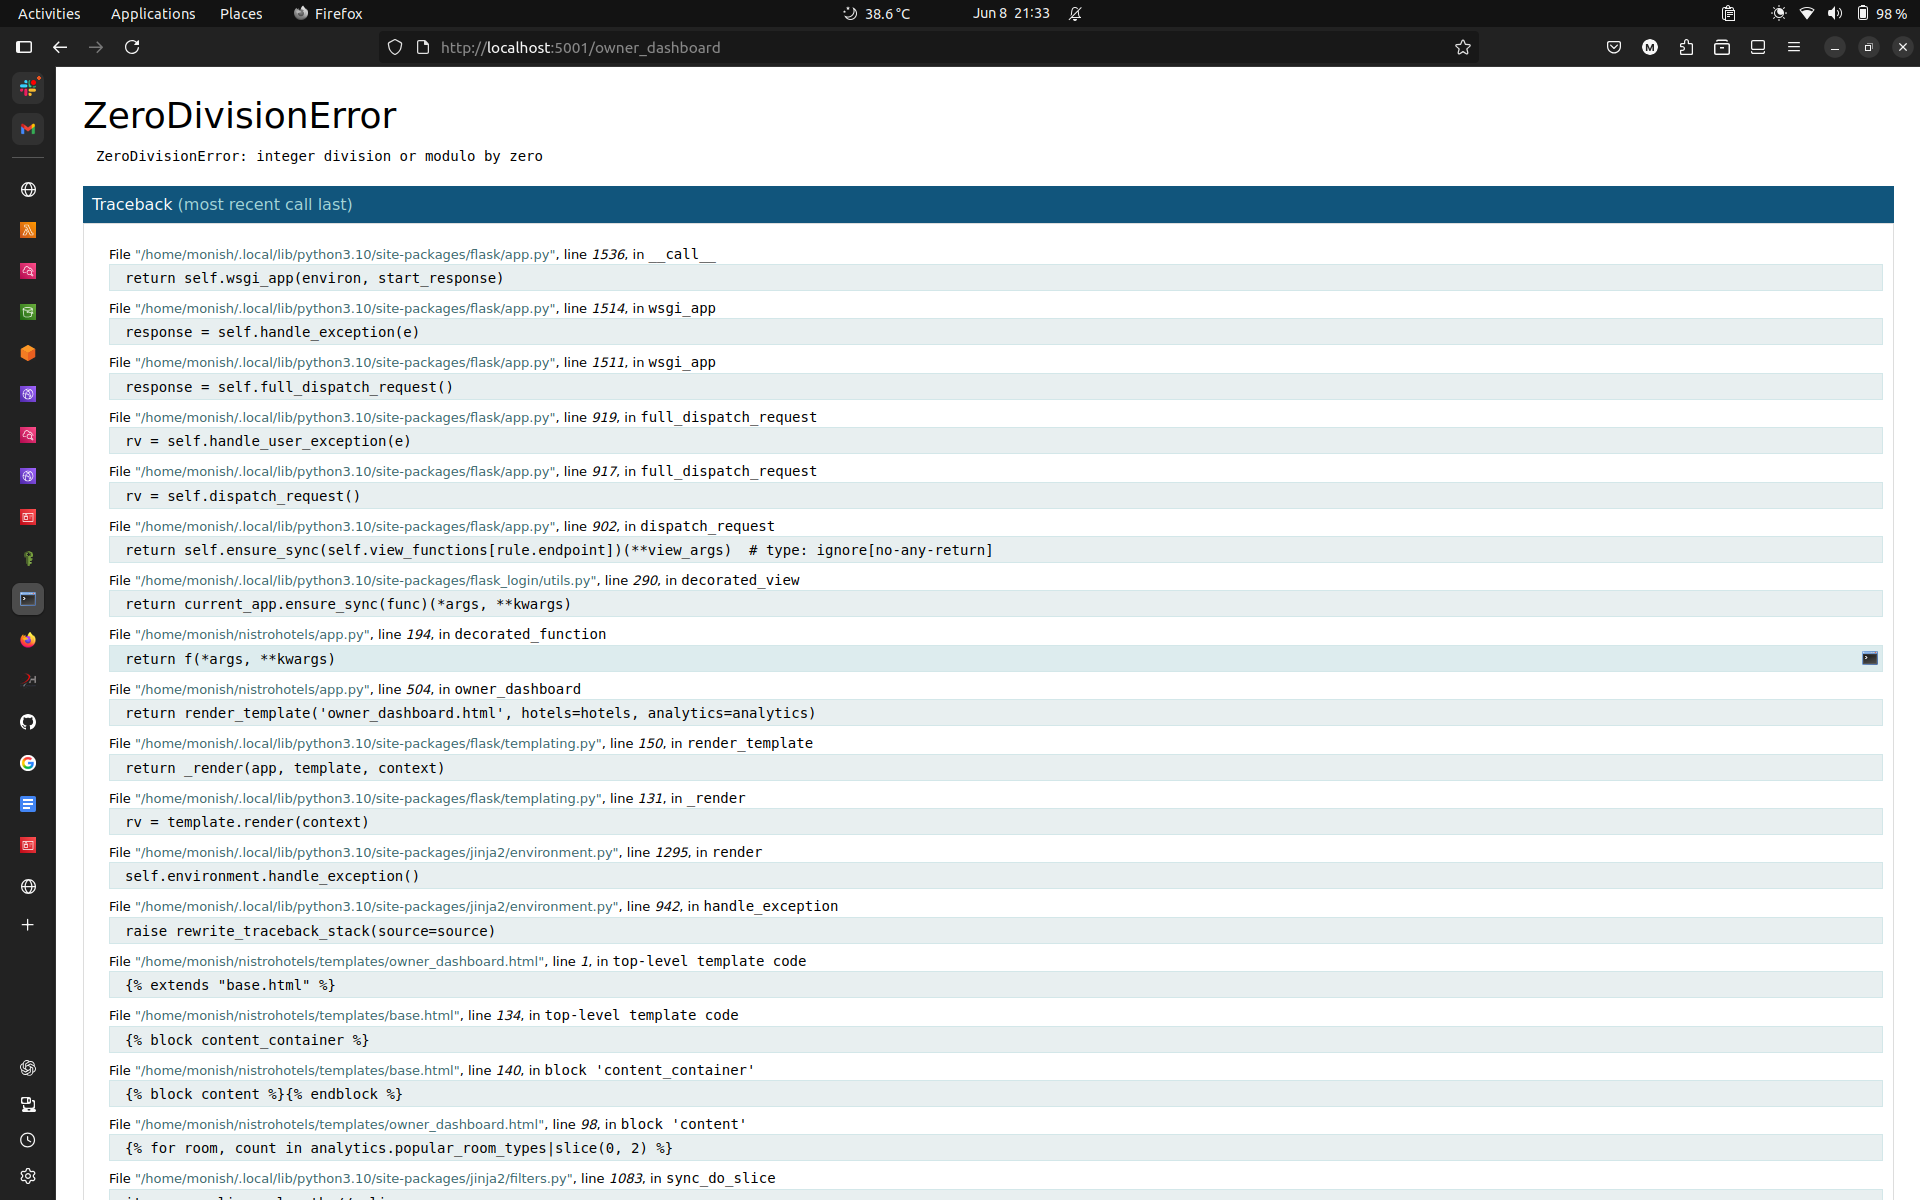 Activities Applications Places Firefox 38.6 °C Jun 8 21:33 98 %
http://localhost:5001/owner_dashboard
M
ZeroDivisionError
ZeroDivisionError: integer division or modulo by zero
Traceback (most recent call last)
File "/home/monish/.local/lib/python3.10/site-packages/flask/app.py", line 1536, in __call__
return self.wsgi_app(environ, start_response)
File "/home/monish/.local/lib/python3.10/site-packages/flask/app.py", line 1514, in wsgi_app
response = self.handle_exception(e)
File "/home/monish/.local/lib/python3.10/site-packages/flask/app.py", line 1511, in wsgi_app
response = self.full_dispatch_request()
File "/home/monish/.local/lib/python3.10/site-packages/flask/app.py", line 919, in full_dispatch_request
rv = self.handle_user_exception(e)
File "/home/monish/.local/lib/python3.10/site-packages/flask/app.py", line 917, in full_dispatch_request
rv = self.dispatch_request()
File "/home/monish/.local/lib/python3.10/site-packages/flask/app.py", line 902, in dispatch_request
return self.ensure_sync(self.view_functions[rule.endpoint])(**view_args)  # type: ignore[no-any-return]
File "/home/monish/.local/lib/python3.10/site-packages/flask_login/utils.py", line 290, in decorated_view
return current_app.ensure_sync(func)(*args, **kwargs)
File "/home/monish/nistrohotels/app.py", line 194, in decorated_function
return f(*args, **kwargs)
File "/home/monish/nistrohotels/app.py", line 504, in owner_dashboard
return render_template('owner_dashboard.html', hotels=hotels, analytics=analytics)
File "/home/monish/.local/lib/python3.10/site-packages/flask/templating.py", line 150, in render_template
return _render(app, template, context)
File "/home/monish/.local/lib/python3.10/site-packages/flask/templating.py", line 131, in _render
rv = template.render(context)
File "/home/monish/.local/lib/python3.10/site-packages/jinja2/environment.py", line 1295, in render
self.environment.handle_exception()
File "/home/monish/.local/lib/python3.10/site-packages/jinja2/environment.py", line 942, in handle_exception
raise rewrite_traceback_stack(source=source)
File "/home/monish/nistrohotels/templates/owner_dashboard.html", line 1, in top-level template code
{% extends "base.html" %}
File "/home/monish/nistrohotels/templates/base.html", line 134, in top-level template code
{% block content_container %}
File "/home/monish/nistrohotels/templates/base.html", line 140, in block 'content_container'
{% block content %}{% endblock %}
File "/home/monish/nistrohotels/templates/owner_dashboard.html", line 98, in block 'content'
{% for room, count in analytics.popular_room_types|slice(0, 2) %}
File "/home/monish/.local/lib/python3.10/site-packages/jinja2/filters.py", line 1083, in sync_do_slice